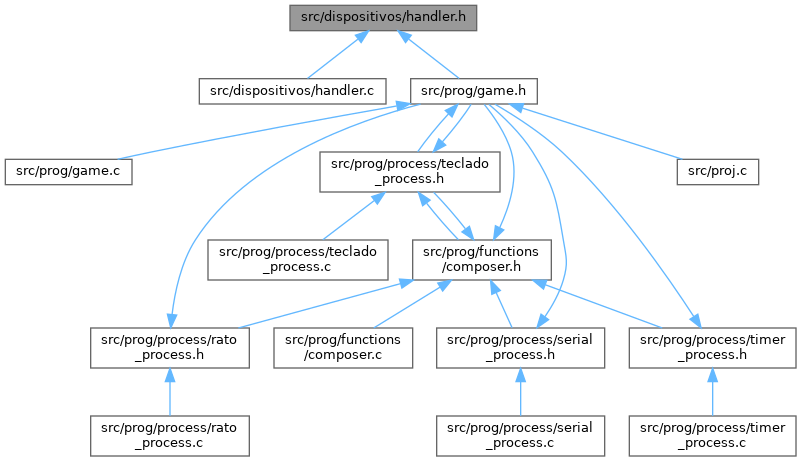 src/dispositivos/handler.h
src/dispositivos/handler.c
src/prog/game.h
src/prog/game.c
src/prog/process/teclado
_process.h
src/proj.c
src/prog/process/teclado
_process.c
src/prog/functions
/composer.h
src/prog/process/rato
_process.h
src/prog/functions
/composer.c
src/prog/process/serial
_process.h
src/prog/process/timer
_process.h
src/prog/process/rato
_process.c
src/prog/process/serial
_process.c
src/prog/process/timer
_process.c